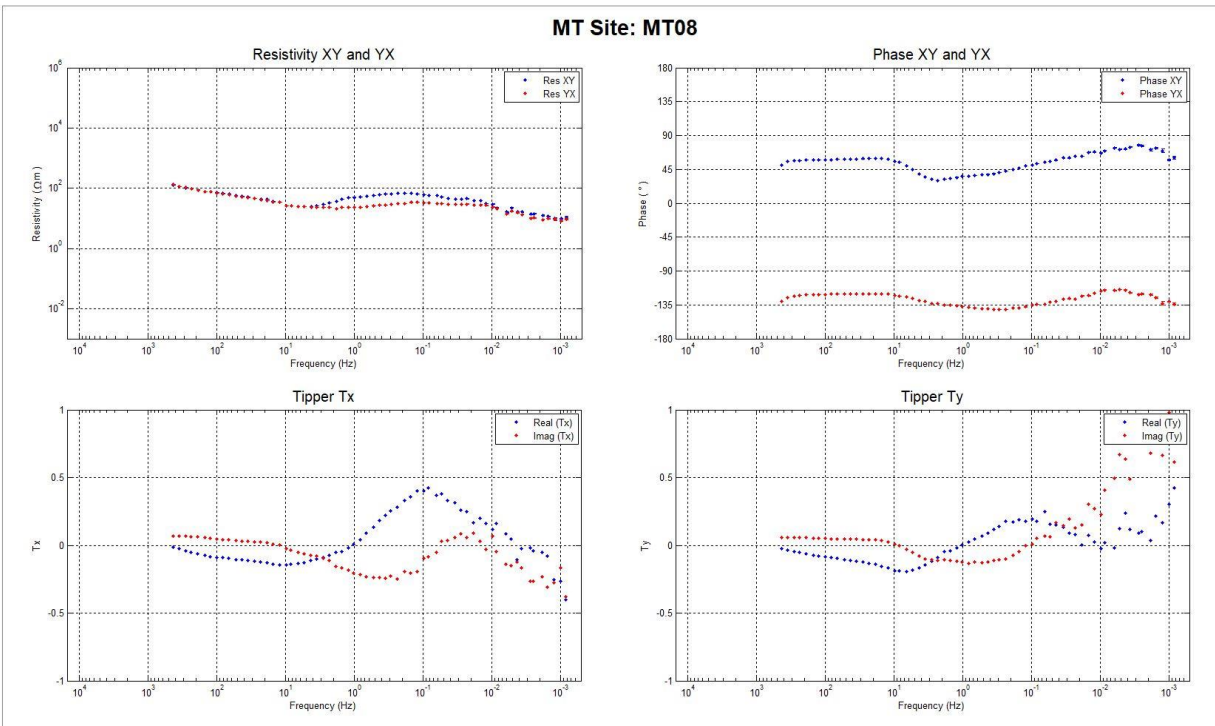 MT Site: MT08
Resistivity XY and YX
10^6
10^4
10^2
10^0
10^-2
Resistivity (Ωm)
Res XY
Res YX
10^4 10^3 10^2 10^1 10^0 10^-1 10^-2 10^-3
Frequency (Hz)
Phase XY and YX
180
135
90
45
0
-45
-90
-135
-180
Phase (°)
Phase XY
Phase YX
10^4 10^3 10^2 10^1 10^0 10^-1 10^-2 10^-3
Frequency (Hz)
Tipper Tx
1
0.5
0
-0.5
-1
Tx
Real (Tx)
Imag (Tx)
10^4 10^3 10^2 10^1 10^0 10^-1 10^-2 10^-3
Frequency (Hz)
Tipper Ty
1
0.5
0
-0.5
-1
Ty
Real (Ty)
Imag (Ty)
10^4 10^3 10^2 10^1 10^0 10^-1 10^-2 10^-3
Frequency (Hz)